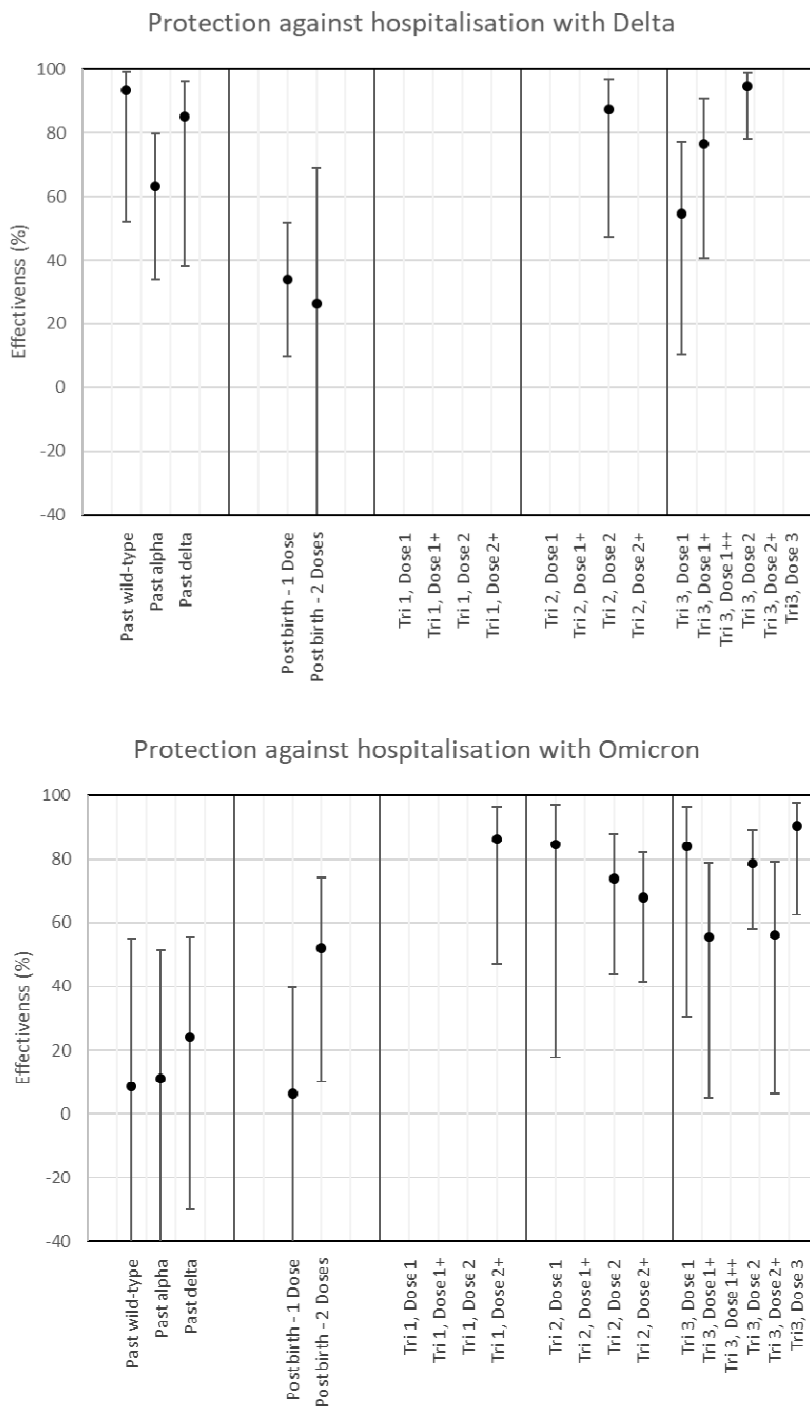 Protection against hospitalisation with Delta
100
80
60
40
20
0
-20
-40
Effectivenss (%)
Past wild-type
Past alpha
Past delta
Post birth - 1 Dose
Post birth - 2 Doses
Tri 1, Dose 1
Tri 1, Dose 1+
Tri 1, Dose 2
Tri 1, Dose 2+
Tri 2, Dose 1
Tri 2, Dose 1+
Tri 2, Dose 2
Tri 2, Dose 2+
Tri 3, Dose 1
Tri 3, Dose 1+
Tri 3, Dose 1++
Tri 3, Dose 2
Tri 3, Dose 2+
Tri3, Dose 3
Protection against hospitalisation with Omicron
100
80
60
40
20
0
-20
-40
Effectivenss (%)
Past wild-type
Past alpha
Past delta
Post birth - 1 Dose
Post birth - 2 Doses
Tri 1, Dose 1
Tri 1, Dose 1+
Tri 1, Dose 2
Tri 1, Dose 2+
Tri 2, Dose 1
Tri 2, Dose 1+
Tri 2, Dose 2
Tri 2, Dose 2+
Tri 3, Dose 1
Tri 3, Dose 1+
Tri 3, Dose 1++
Tri 3, Dose 2
Tri 3, Dose 2+
Tri3, Dose 3